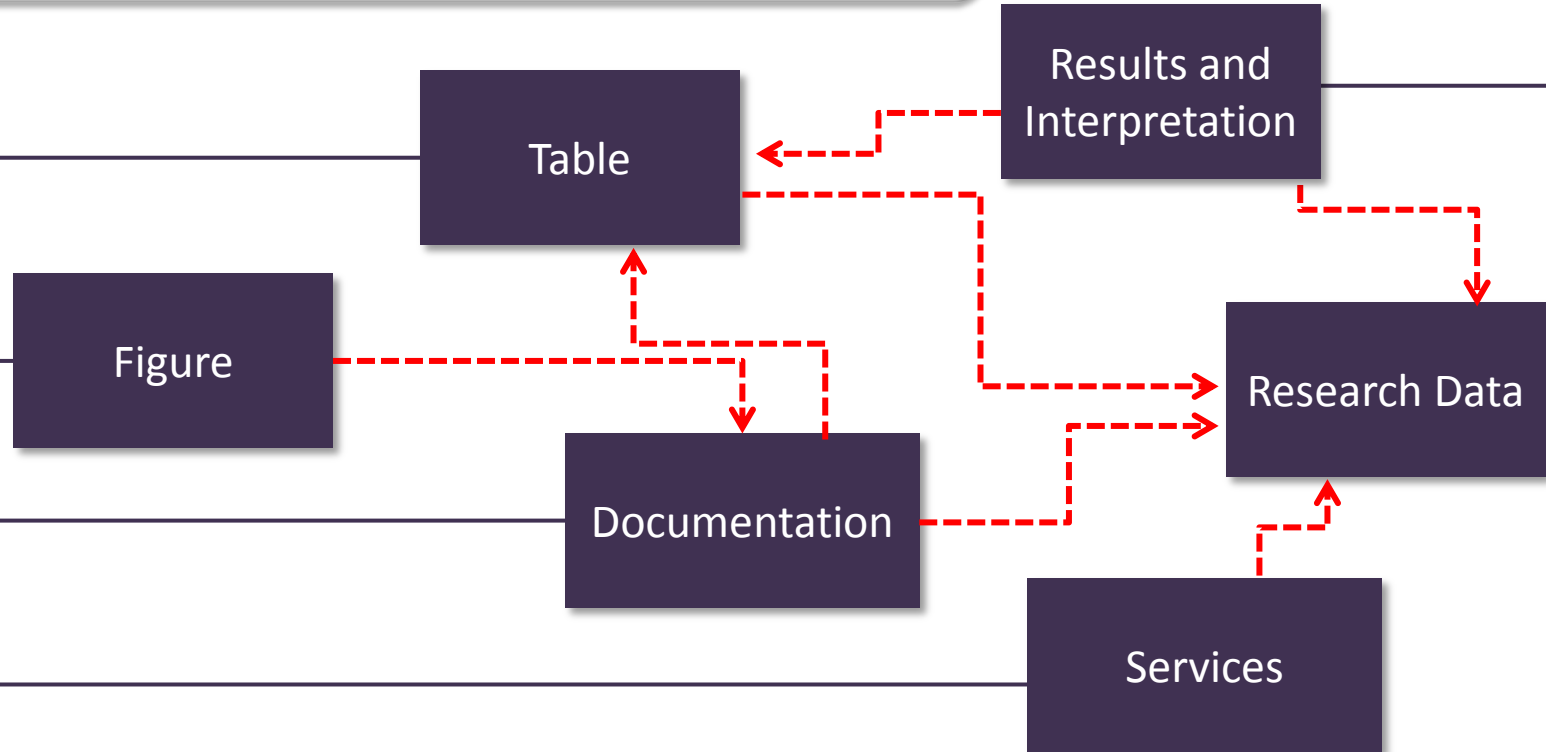 Results and
Interpretation
Table
Figure
Research Data
Documentation
Services